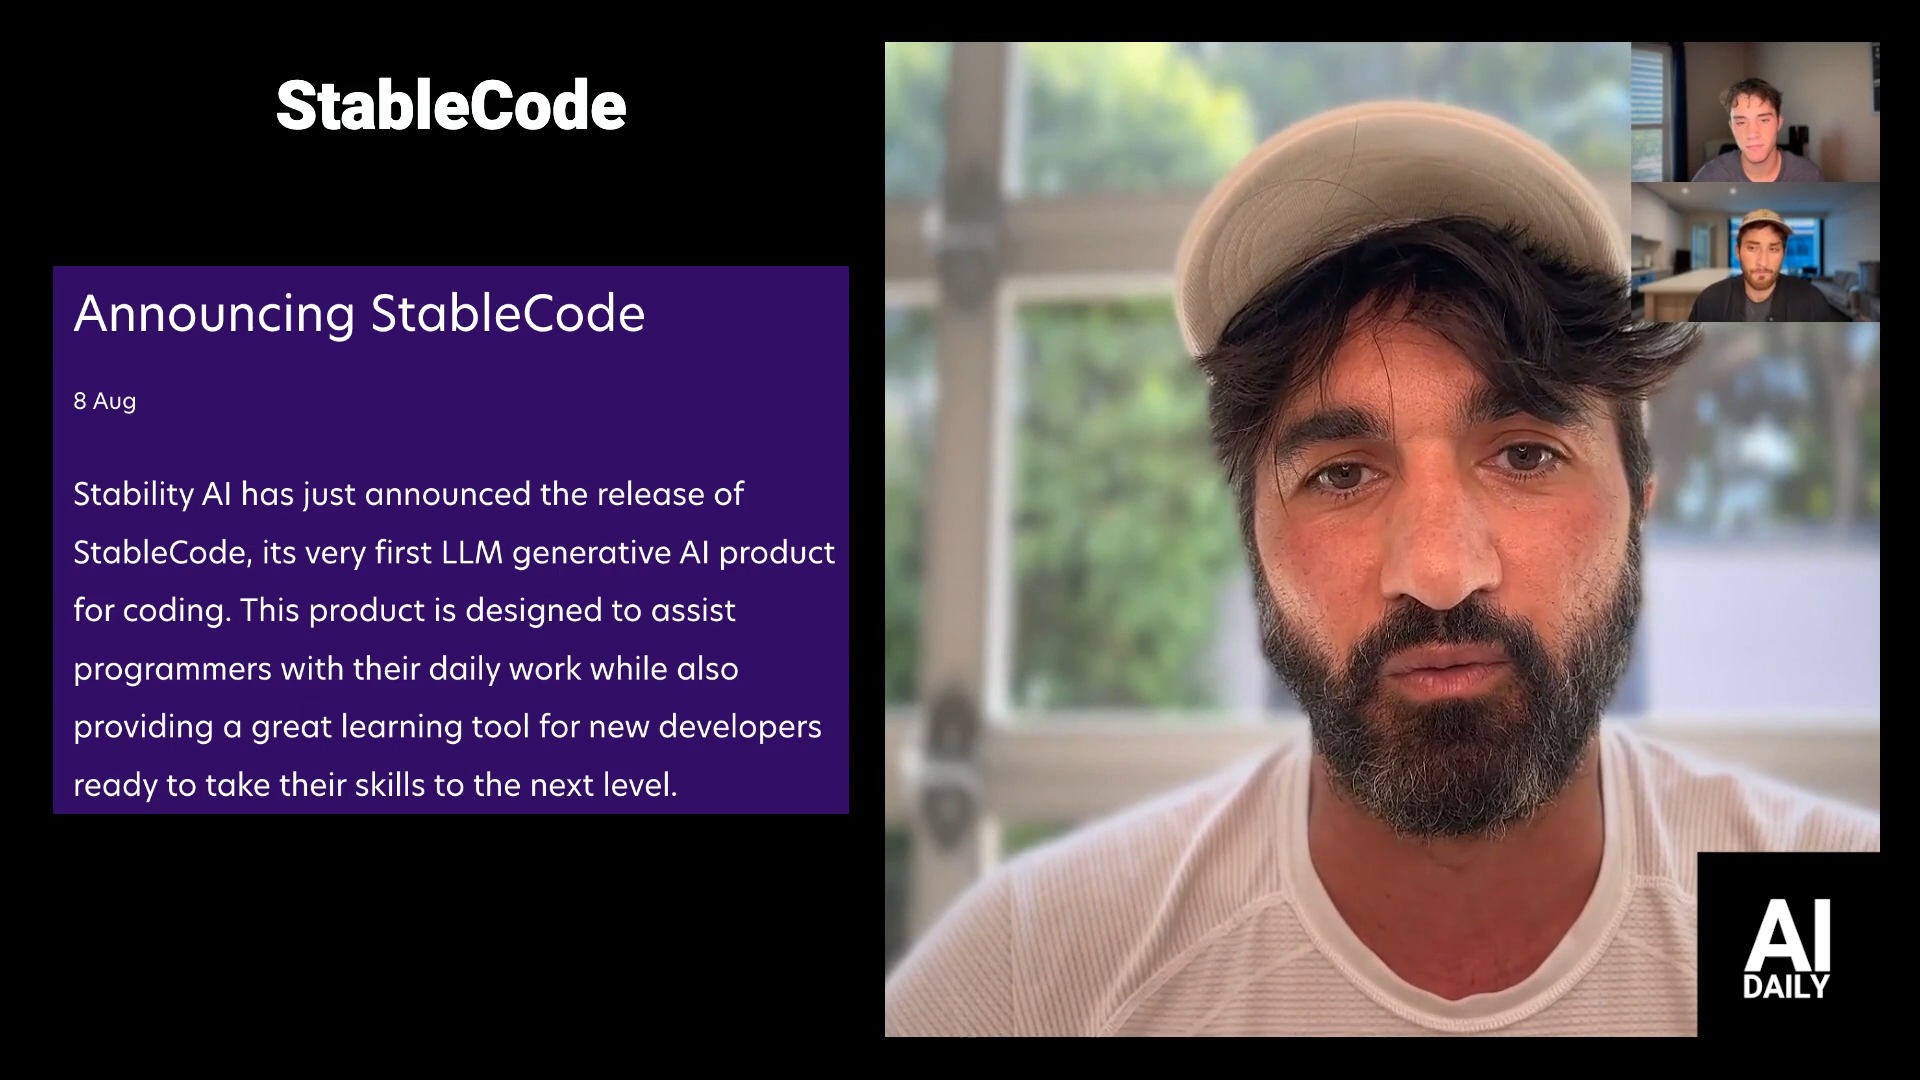 StableCode
Announcing StableCode
8 Aug
Stability AI has just announced the release of
StableCode, its very first LLM generative AI product
for coding. This product is designed to assist
programmers with their daily work while also
providing a great learning tool for new developers
ready to take their skills to the next level.
AI
DAILY